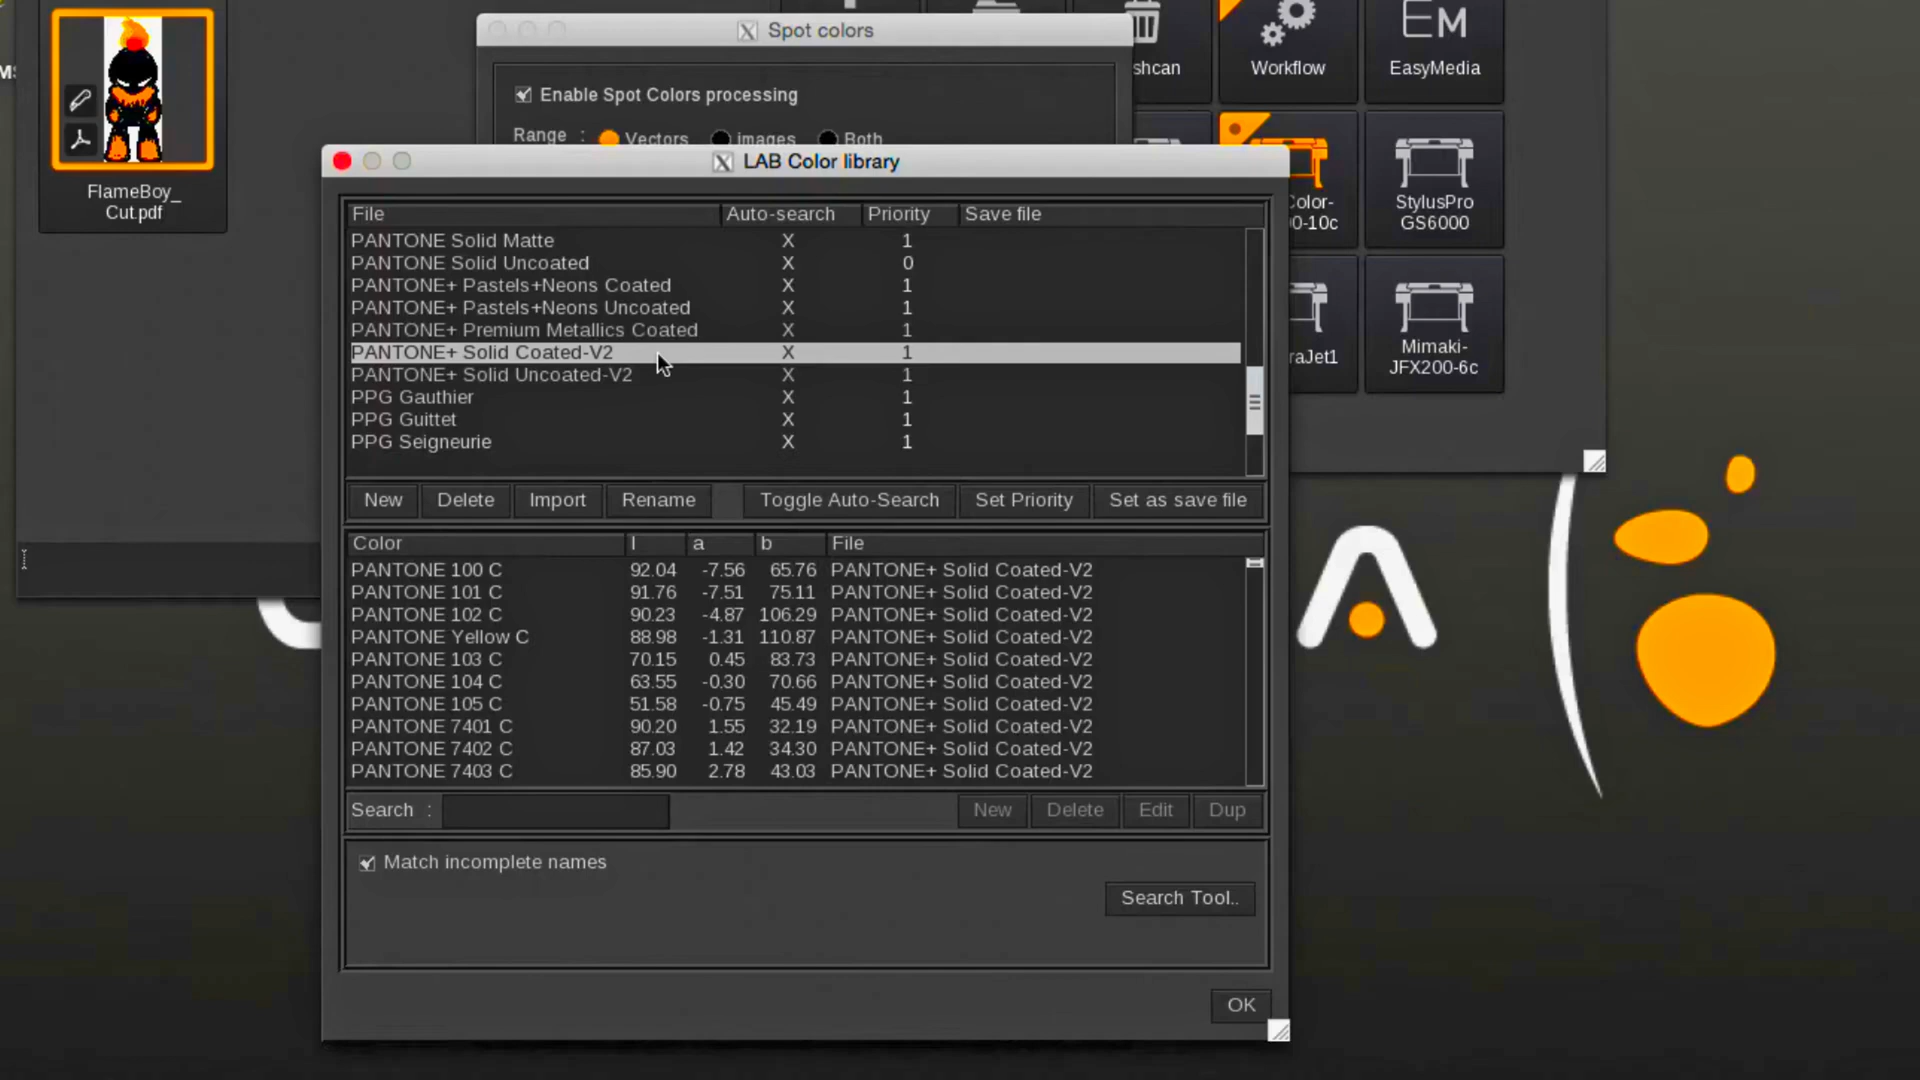 Spot colors
Enable Spot Colors processing
Range : Vectors images Both
shcan
Workflow
EasyMedia
FlameBoy_
Cut.pdf
LAB Color library
File Auto-search Priority Save file
PANTONE Solid Matte X 1
PANTONE Solid Uncoated X 0
PANTONE+ Pastels+Neons Coated X 1
PANTONE+ Pastels+Neons Uncoated X 1
PANTONE+ Premium Metallics Coated X 1
PANTONE+ Solid Coated-V2 X 1
PANTONE+ Solid Uncoated-V2 X 1
PPG Gauthier X 1
PPG Guittet X 1
PPG Seigneurie X 1
Color-
0-10c
StylusPro
GS6000
raJet1
Mimaki-
JFX200-6c
New Delete Import Rename Toggle Auto-Search Set Priority Set as save file
Color l a b File
PANTONE 100 C 92.04 -7.56 65.76 PANTONE+ Solid Coated-V2
PANTONE 101 C 91.76 -7.51 75.11 PANTONE+ Solid Coated-V2
PANTONE 102 C 90.23 -4.87 106.29 PANTONE+ Solid Coated-V2
PANTONE Yellow C 88.98 -1.31 110.87 PANTONE+ Solid Coated-V2
PANTONE 103 C 70.15 0.45 83.73 PANTONE+ Solid Coated-V2
PANTONE 104 C 63.55 -0.30 70.66 PANTONE+ Solid Coated-V2
PANTONE 105 C 51.58 -0.75 45.49 PANTONE+ Solid Coated-V2
PANTONE 7401 C 90.20 1.55 32.19 PANTONE+ Solid Coated-V2
PANTONE 7402 C 87.03 1.42 34.30 PANTONE+ Solid Coated-V2
PANTONE 7403 C 85.90 2.78 43.03 PANTONE+ Solid Coated-V2
Search : New Delete Edit Dup
Match incomplete names
Search Tool..
OK